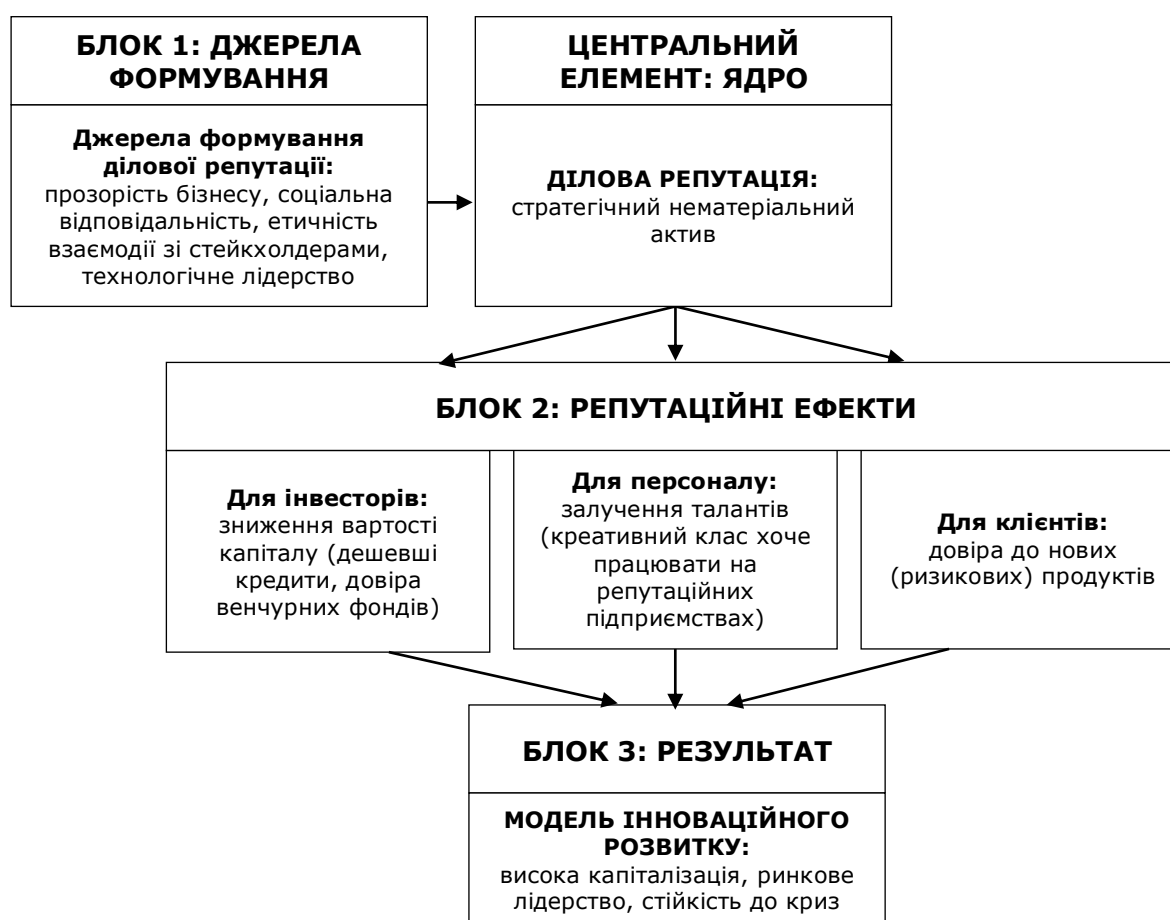 БЛОК 1: ДЖЕРЕЛА
ФОРМУВАННЯ
Джерела формування
ділової репутації:
прозорість бізнесу, соціальна
відповідальність, етичність
взаємодії зі стейкхолдерами,
технологічне лідерство
ЦЕНТРАЛЬНИЙ
ЕЛЕМЕНТ: ЯДРО
ДІЛОВА РЕПУТАЦІЯ:
стратегічний нематеріальний
актив
БЛОК 2: РЕПУТАЦІЙНІ ЕФЕКТИ
Для інвесторів:
зниження вартості
капіталу (дешевші
кредити, довіра
венчурних фондів)
Для персоналу:
залучення талантів
(креативний клас хоче
працювати на
репутаційних
підприємствах)
Для клієнтів:
довіра до нових
(ризикових) продуктів
БЛОК 3: РЕЗУЛЬТАТ
МОДЕЛЬ ІННОВАЦІЙНОГО
РОЗВИТКУ:
висока капіталізація, ринкове
лідерство, стійкість до криз